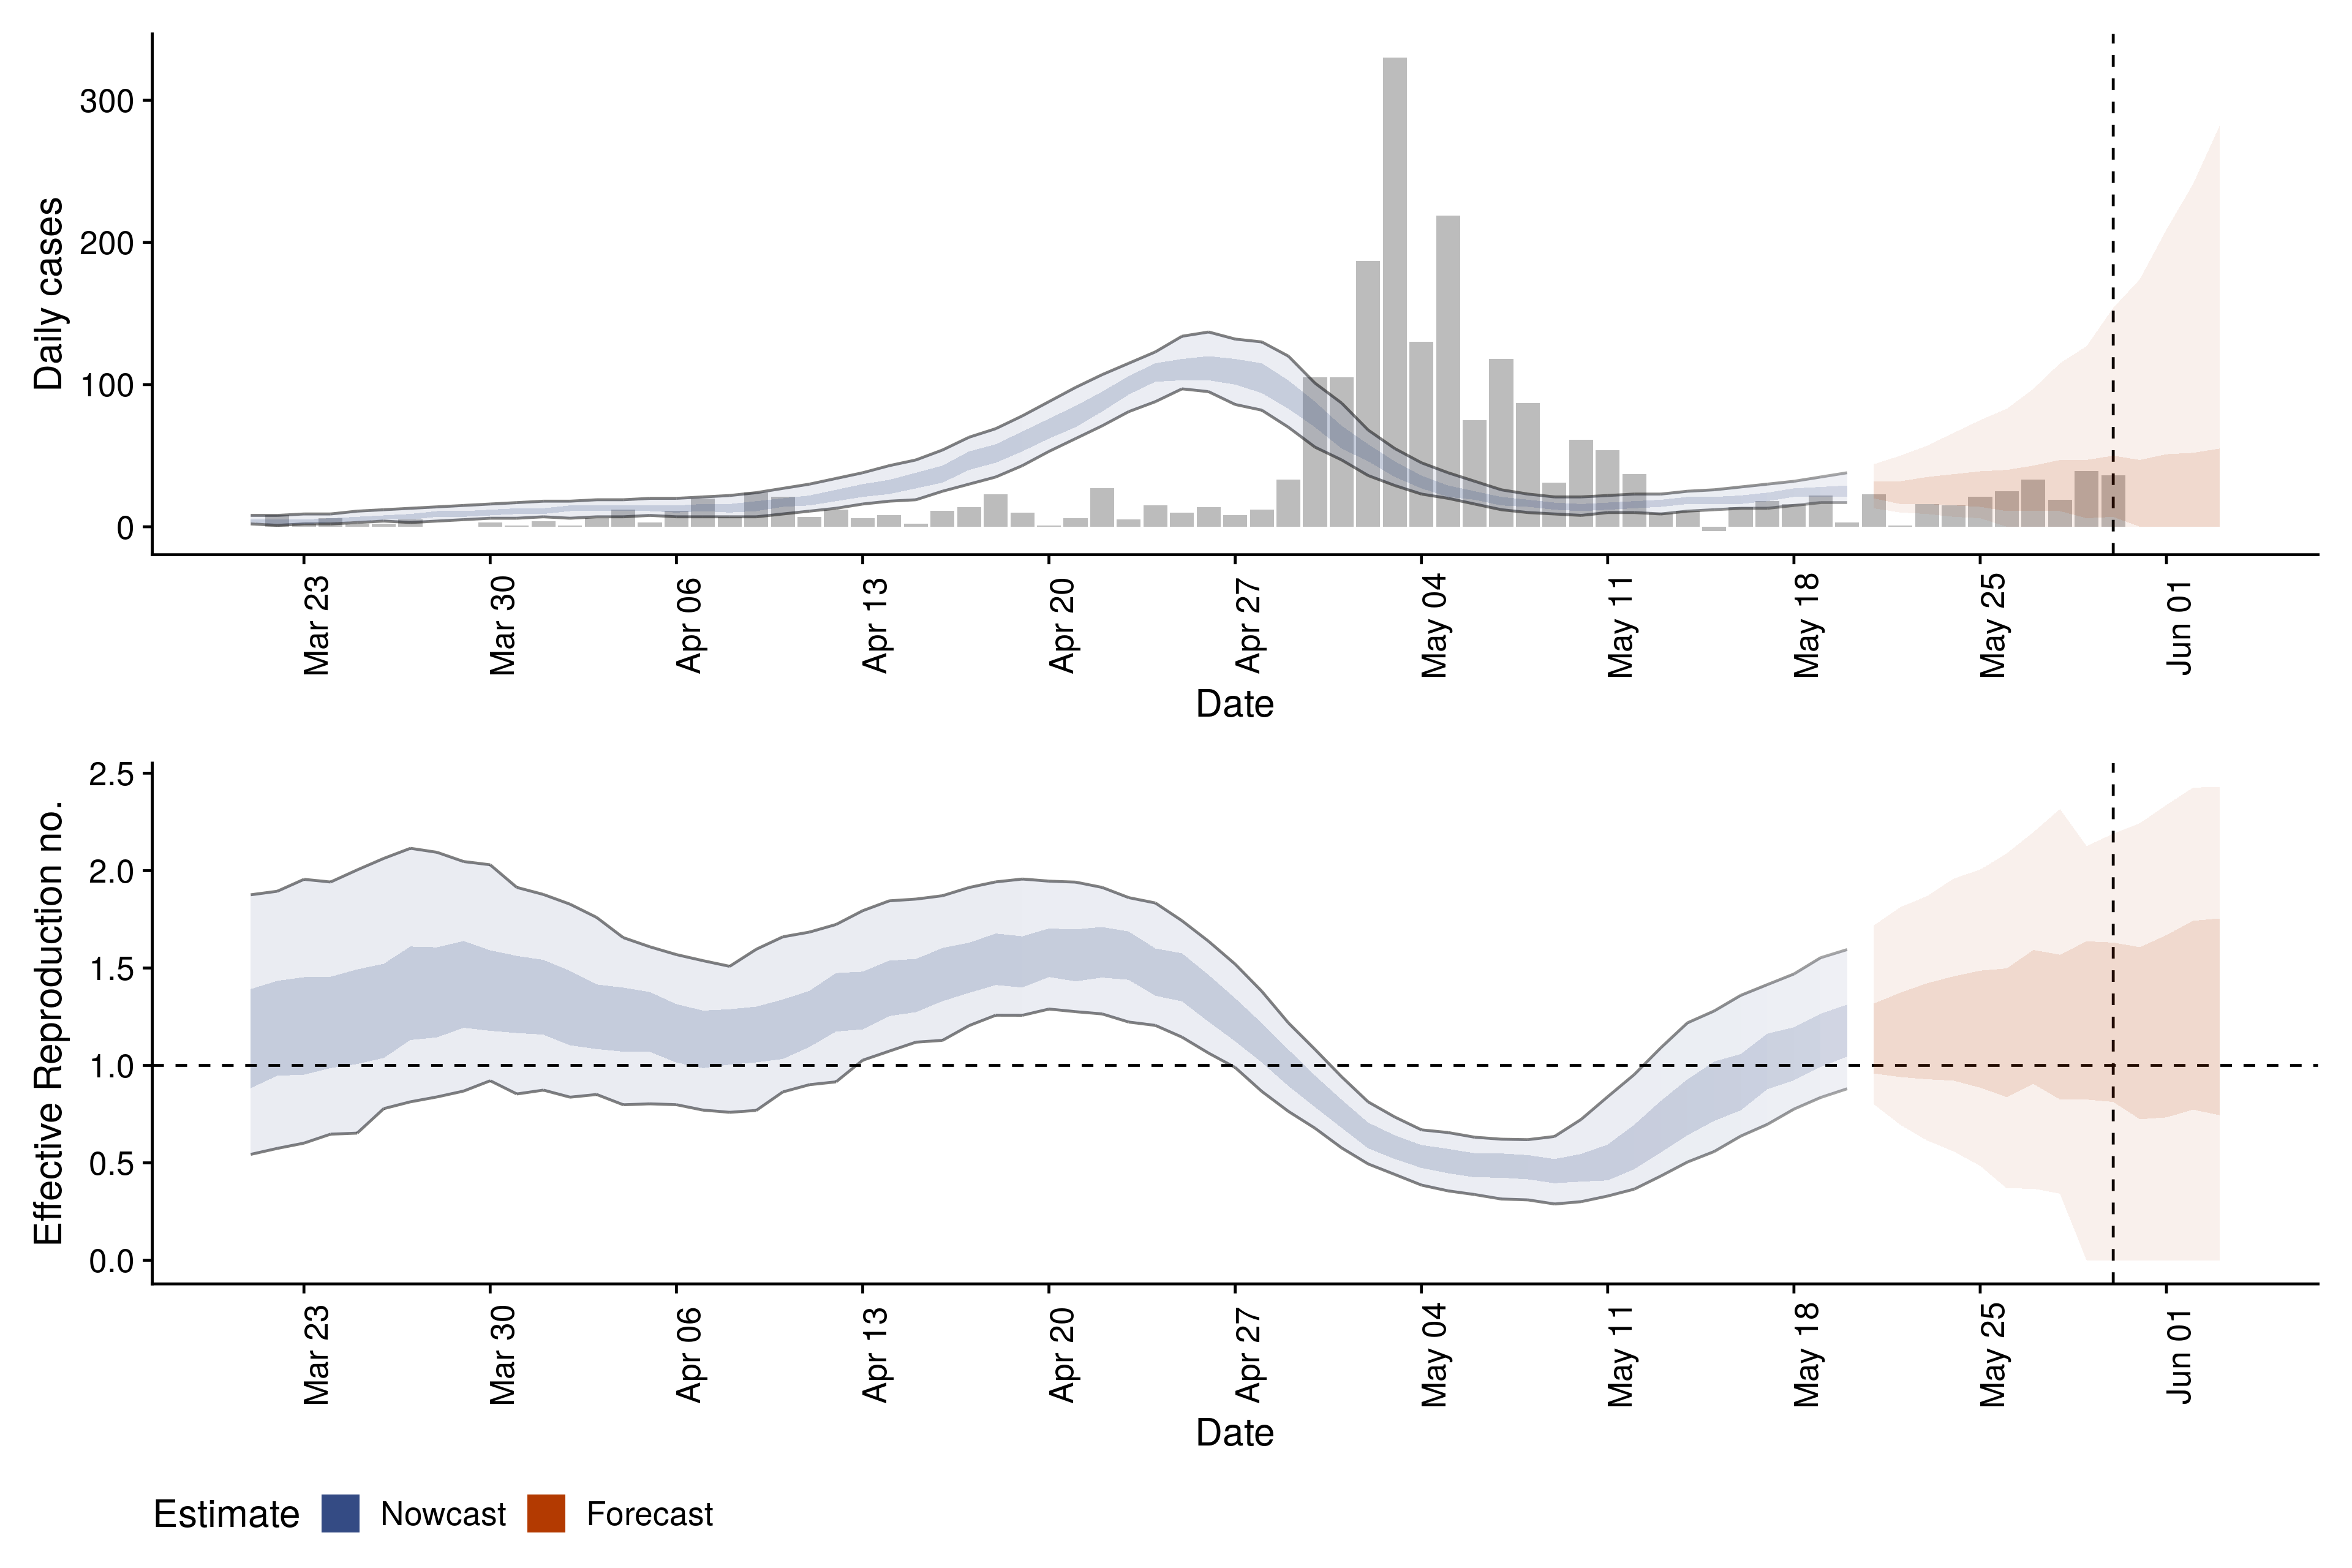 Daily cases
300
200
100
0
Mar 23
Mar 30
Apr 06
Apr 13
Apr 20
Apr 27
May 04
May 11
May 18
May 25
Jun 01
Date
Effective Reproduction no.
2.5
2.0
1.5
1.0
0.5
0.0
Mar 23
Mar 30
Apr 06
Apr 13
Apr 20
Apr 27
May 04
May 11
May 18
May 25
Jun 01
Date
Estimate Nowcast Forecast